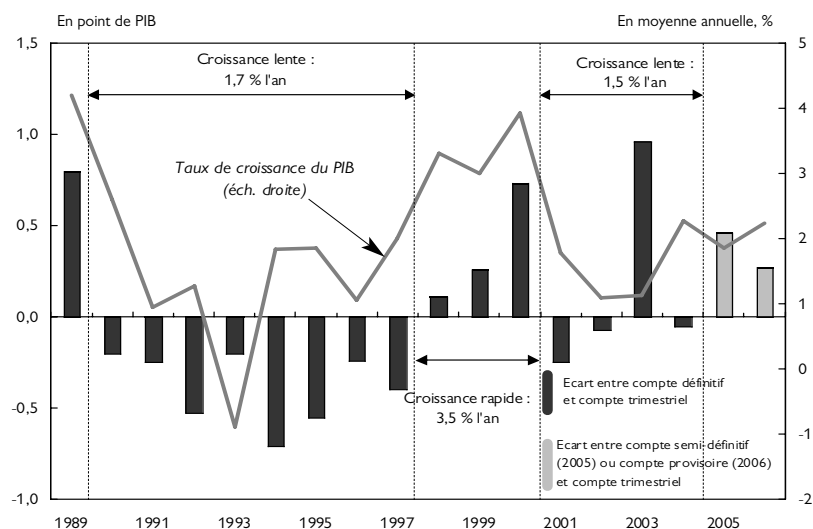 En point de PIB
En moyenne annuelle, %
1,5
5
Croissance lente :
1,7 % l'an
Croissance lente :
1,5 % l'an
4
1,0
3
Taux de croissance du PIB
(éch. droite)
0,5
2
1
0,0
0
Croissance rapide :
3,5 % l'an
Ecart entre compte définitif
et compte trimestriel
-0,5
-1
Ecart entre compte semi-définitif
(2005) ou compte provisoire (2006)
et compte trimestriel
-1,0
-2
1989 1991 1993 1995 1997 1999 2001 2003 2005